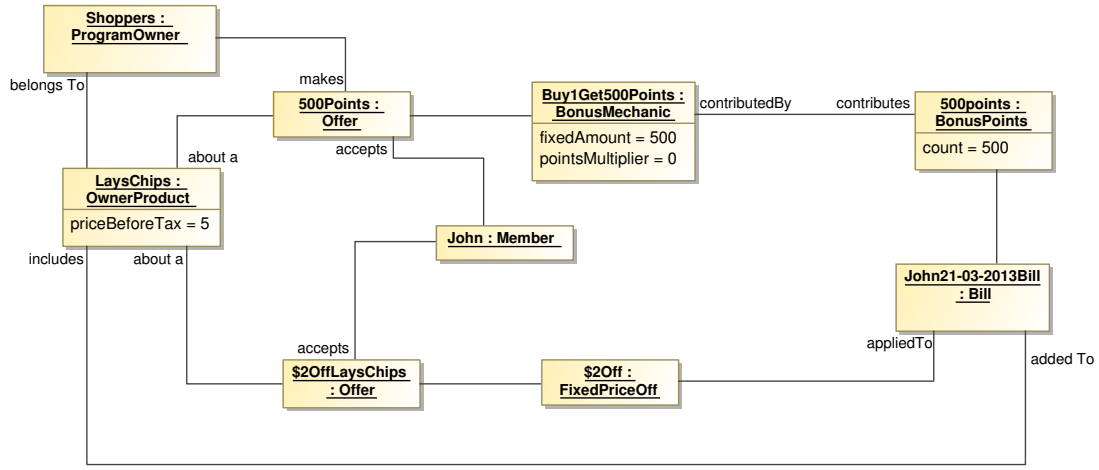 Shoppers :
ProgramOwner
belongs To
makes
500Points :
Offer
accepts
about a
Buy1Get500Points :
BonusMechanic
fixedAmount = 500
pointsMultiplier = 0
contributedBy
contributes
500points :
BonusPoints
count = 500
LaysChips :
OwnerProduct
priceBeforeTax = 5
includes
about a
John : Member
John21-03-2013Bill
: Bill
appliedTo
added To
accepts
$2OffLaysChips
: Offer
$2Off :
FixedPriceOff